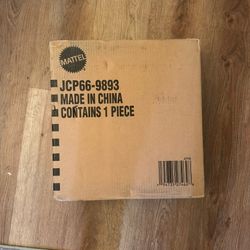 MATTEL
JCP66-9893
MADE IN CHINA
CONTAINS 1 PIECE